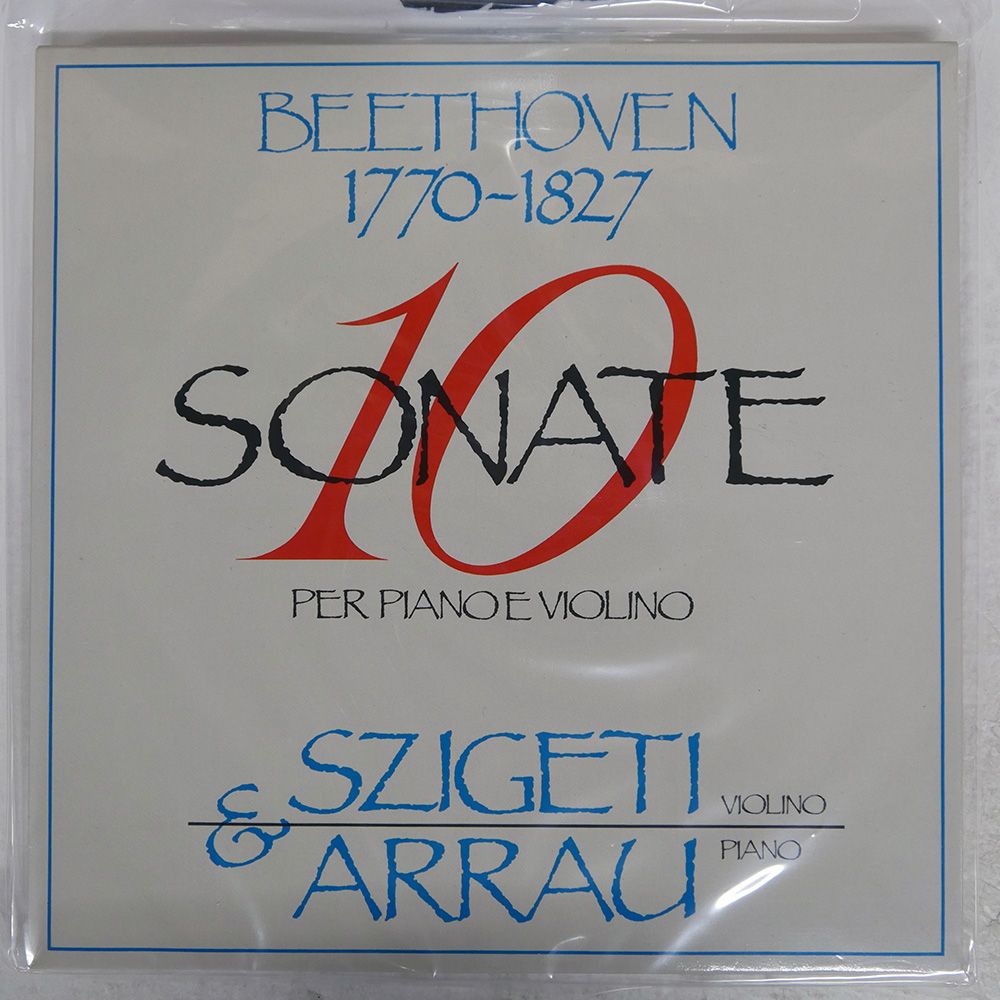 BEETHOVEN
1770-1827
10
SONATE
PER PIANO E VIOLINO
SZIGETI VIOLINO
& ARRAU PIANO